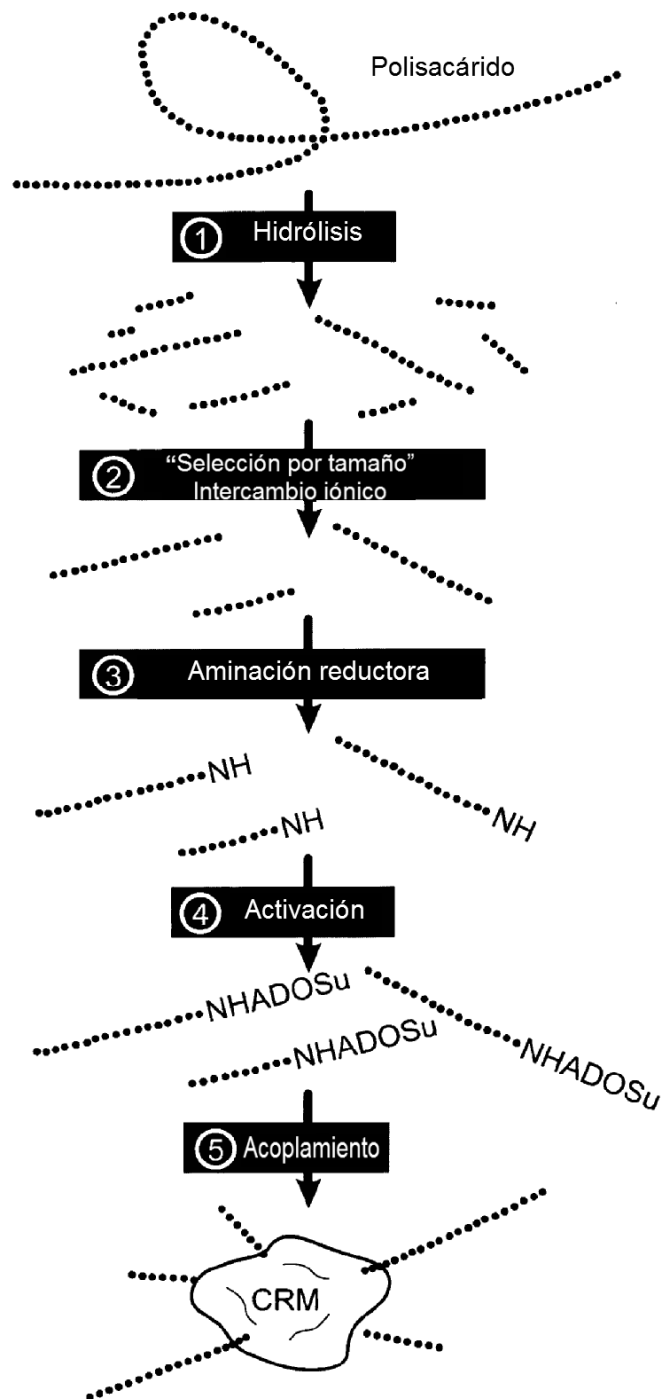 Polisacárido
1 Hidrólisis
2 “Selección por tamaño”
Intercambio iónico
3 Aminación reductora
NH
NH
NH
4 Activación
NHADOSu
NHADOSu
NHADOSu
5 Acoplamiento
CRM